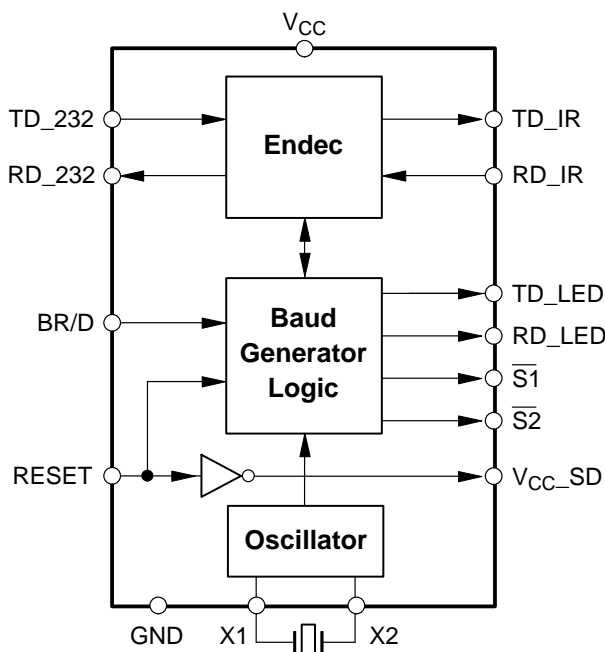 VCC
TD_232
TD_IR
Endec
RD_232
RD_IR
TD_LED
BR/D
Baud
Generator
Logic
RD_LED
S1
S2
RESET
VCC_SD
Oscillator
GND
X1
X2